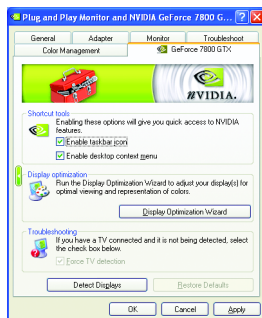 Plug and Play Monitor and NVIDIA GeForce 7800 G...
General
Adapter
Monitor
Troubleshoot
Color Management
GeForce 7800 GTX
NVIDIA.
Shortcut tools
Enabling these options will give you quick access to NVIDIA
features.
Enable taskbar icon
Enable desktop context menu
Display optimization
Run the Display Optimization Wizard to adjust your display(s) for
optimal viewing and representation of colors.
Display Optimization Wizard
Troubleshooting
If you have a TV connected and it is not being detected, select
the check box below.
Force TV detection
Detect Displays
Restore Defaults
OK
Cancel
Apply